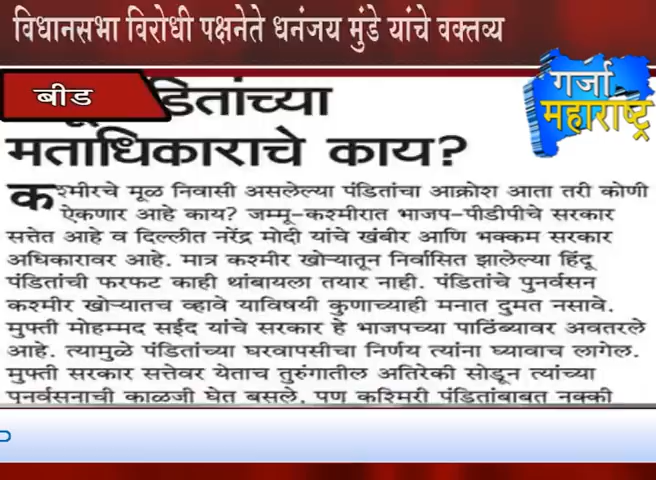 विधानसभा विरोधी पक्षनेते धनंजय मुंडे यांचे वक्तव्य
गर्जा
महाराष्ट्र
बीड
मताधिकाराचे काय?
कश्मीरचे मूळ निवासी असलेल्या पंडितांचा आक्रोश आता तरी कोणी
ऐकणार आहे काय? जम्मू-कश्मीरात भाजप-पीडीपीचे सरकार
सत्तेत आहे व दिल्लीत नरेंद्र मोदी यांचे खंबीर आणि भक्कम सरकार
अधिकारावर आहे. मात्र कश्मीर खोऱ्यातून निर्वासित झालेल्या हिंदू
पंडितांची फरफट काही थांबायला तयार नाही. पंडितांचे पुनर्वसन
कश्मीर खोऱ्यातच व्हावे याविषयी कुणाच्याही मनात दुमत नसावे.
मुफ्ती मोहम्मद सईद यांचे सरकार हे भाजपच्या पाठिंब्यावर अवतरले
आहे. त्यामुळे पंडितांच्या घरवापसीचा निर्णय त्यांना घ्यावाच लागेल.
मुफ्ती सरकार सत्तेवर येताच तुरुंगातील अतिरेकी सोडून त्यांच्या
पुनर्वसनाची काळजी घेत बसले. पण कश्मिरी पंडितांबाबत नक्की